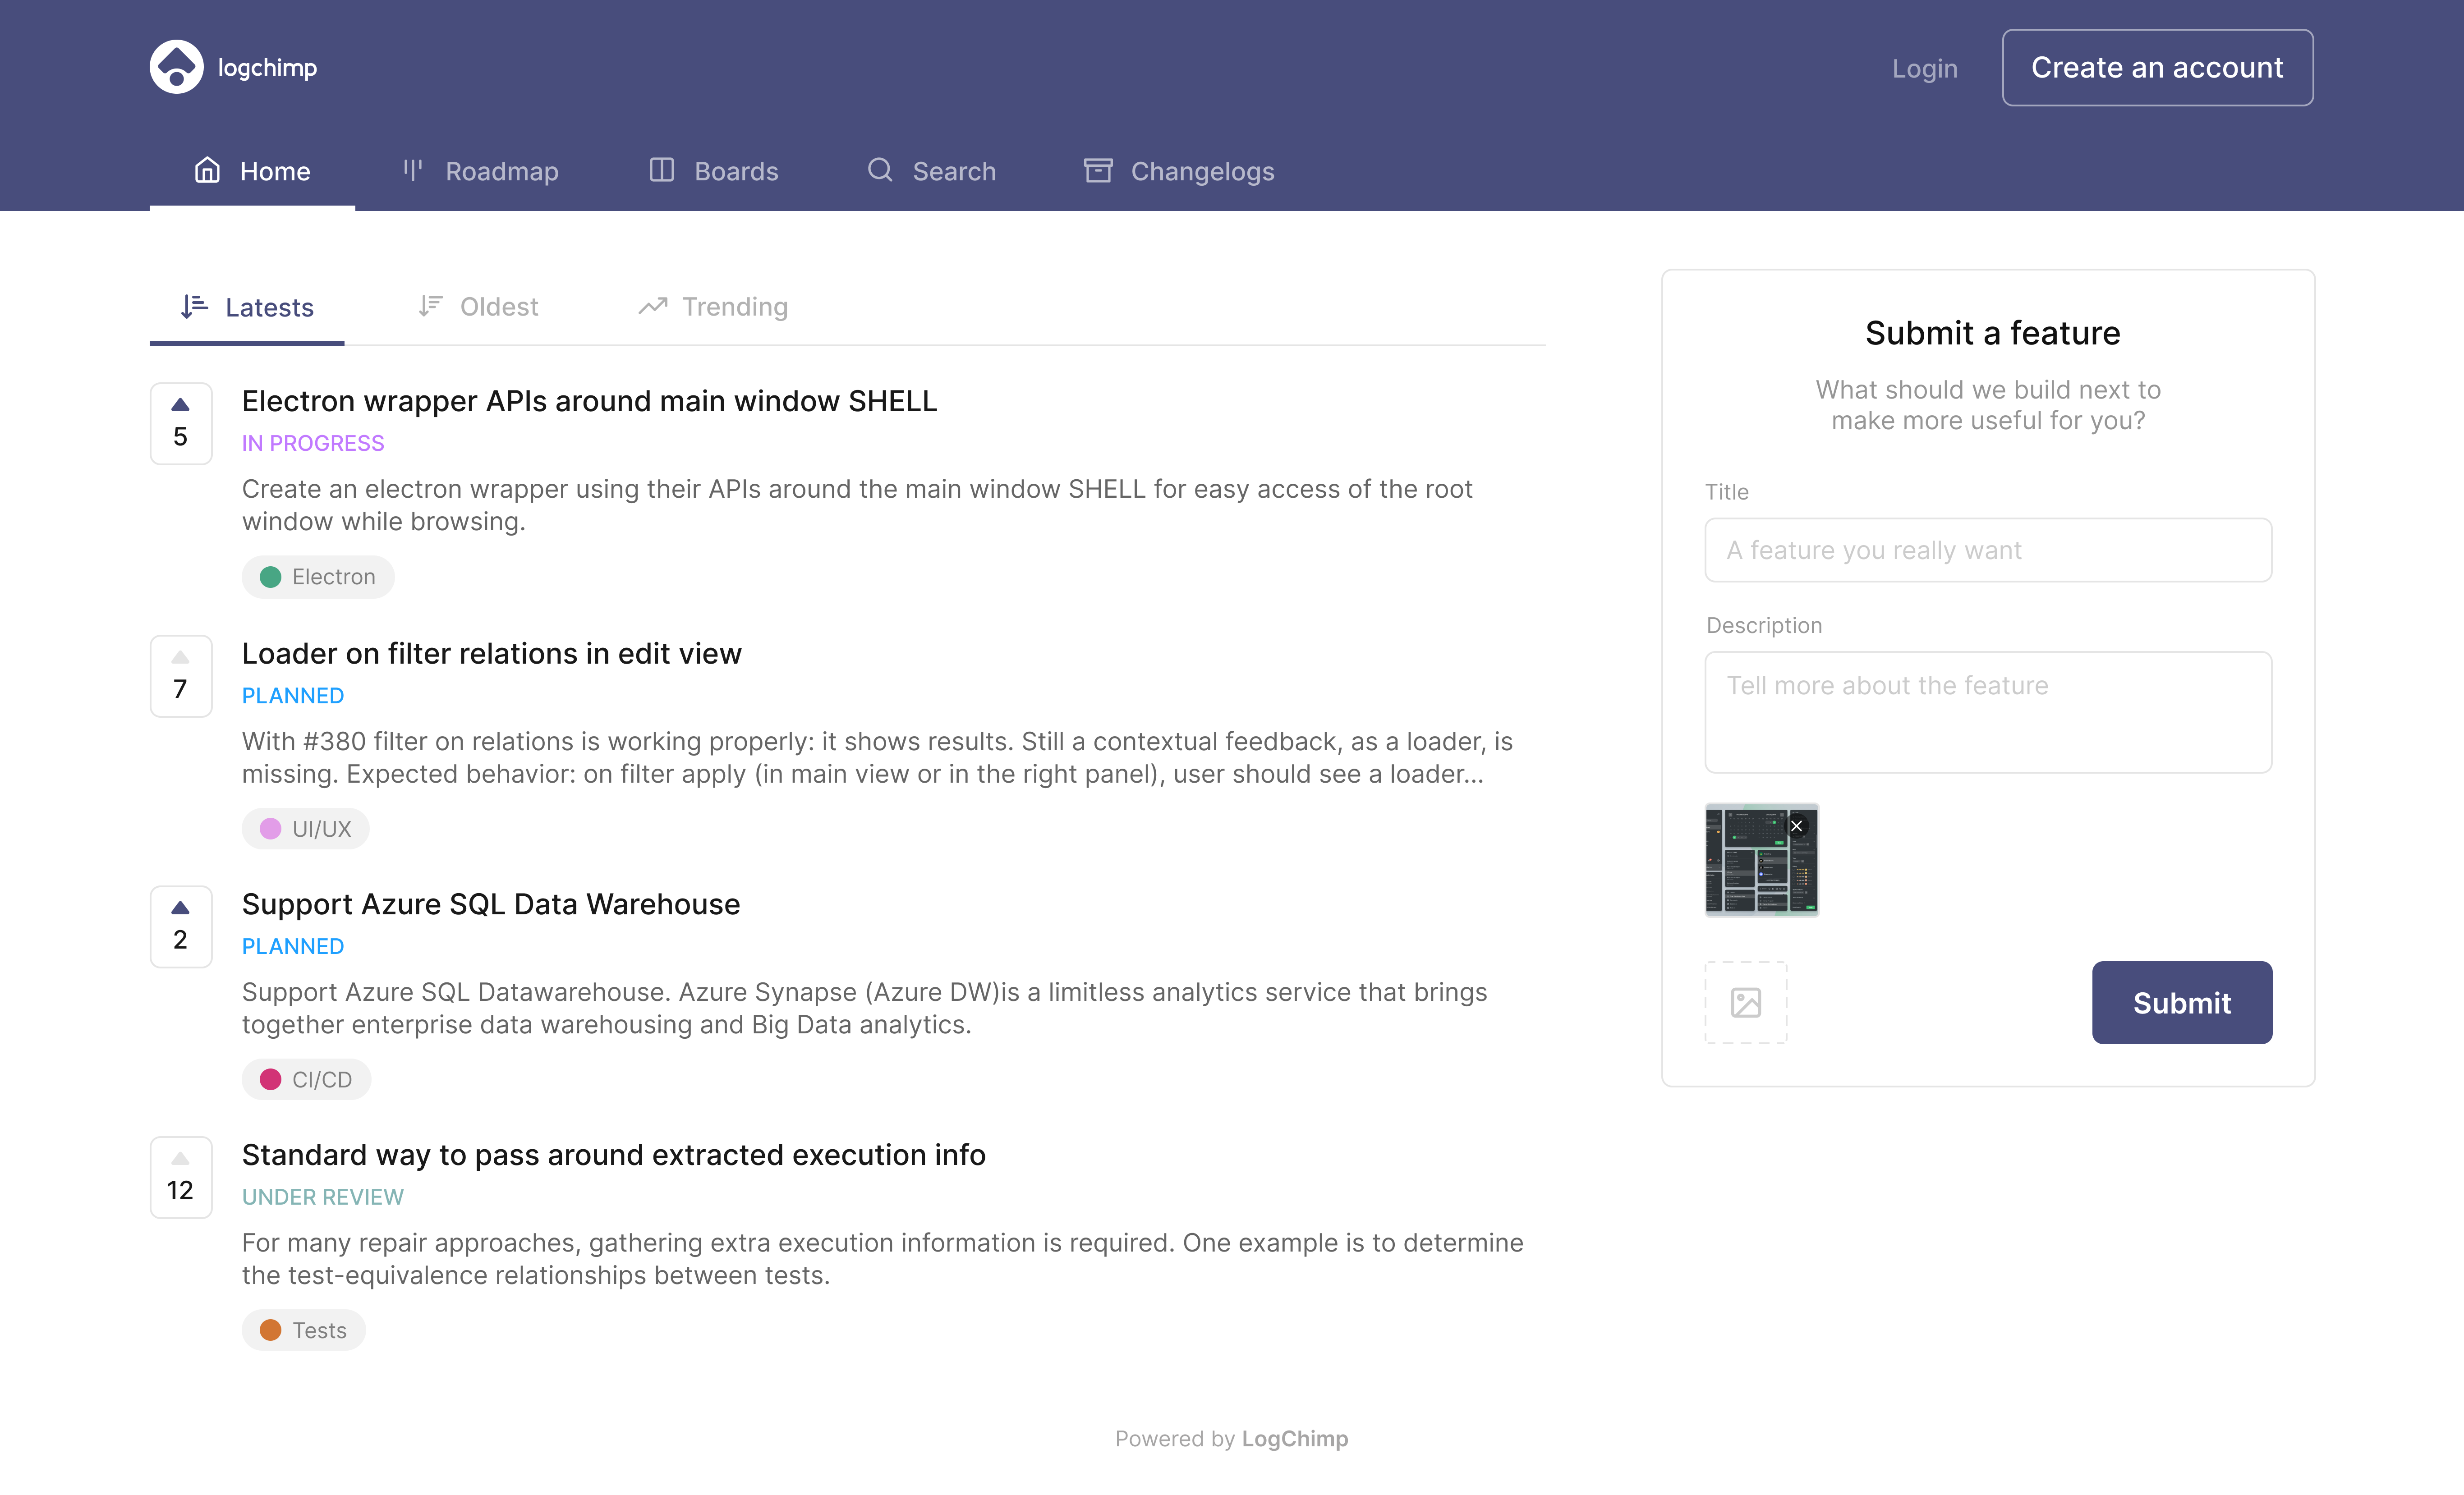 logchimp
Login
Create an account
Home
Roadmap
Boards
Search
Changelogs
Latests
Oldest
Trending
5
Electron wrapper APIs around main window SHELL
IN PROGRESS
Create an electron wrapper using their APIs around the main window SHELL for easy access of the root
window while browsing.
Electron
7
Loader on filter relations in edit view
PLANNED
With #380 filter on relations is working properly: it shows results. Still a contextual feedback, as a loader, is
missing. Expected behavior: on filter apply (in main view or in the right panel), user should see a loader...
UI/UX
2
Support Azure SQL Data Warehouse
PLANNED
Support Azure SQL Datawarehouse. Azure Synapse (Azure DW)is a limitless analytics service that brings
together enterprise data warehousing and Big Data analytics.
CI/CD
12
Standard way to pass around extracted execution info
UNDER REVIEW
For many repair approaches, gathering extra execution information is required. One example is to determine
the test-equivalence relationships between tests.
Tests
Submit a feature
What should we build next to
make more useful for you?
Title
A feature you really want
Description
Tell more about the feature
Submit
Powered by LogChimp